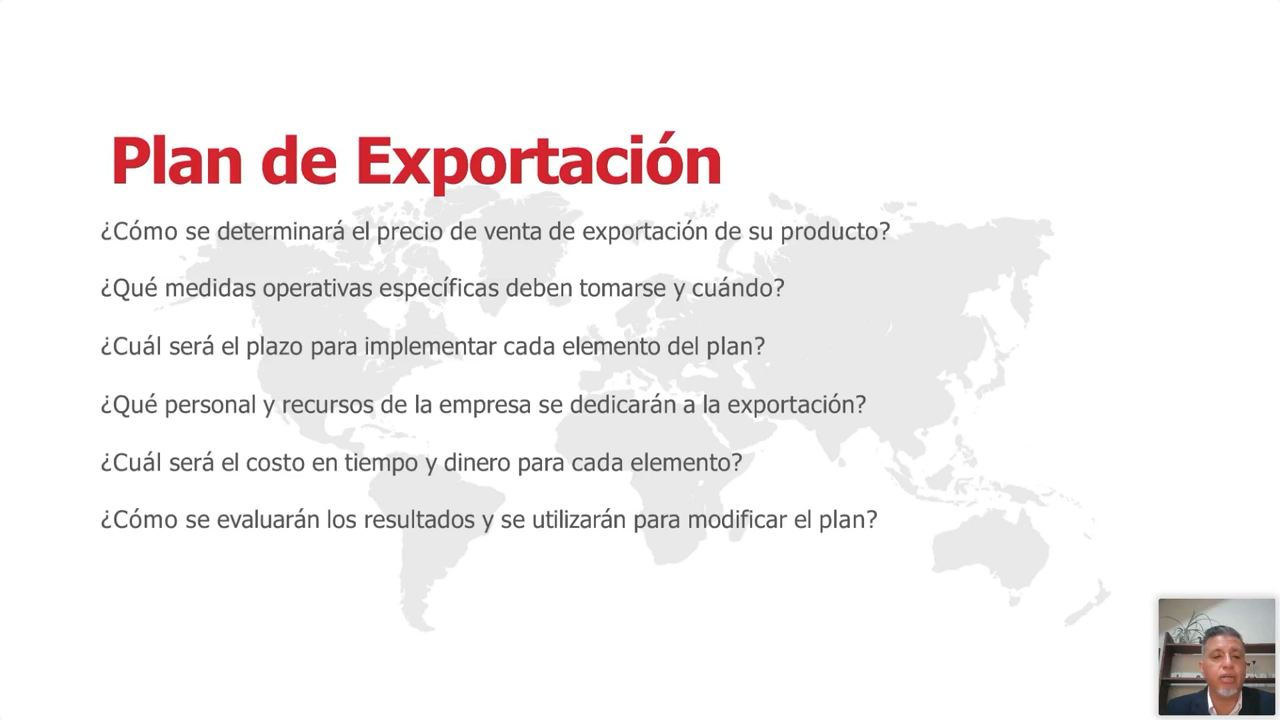 Plan de Exportación
¿Cómo se determinará el precio de venta de exportación de su producto?
¿Qué medidas operativas específicas deben tomarse y cuándo?
¿Cuál será el plazo para implementar cada elemento del plan?
¿Qué personal y recursos de la empresa se dedicarán a la exportación?
¿Cuál será el costo en tiempo y dinero para cada elemento?
¿Cómo se evaluarán los resultados y se utilizarán para modificar el plan?